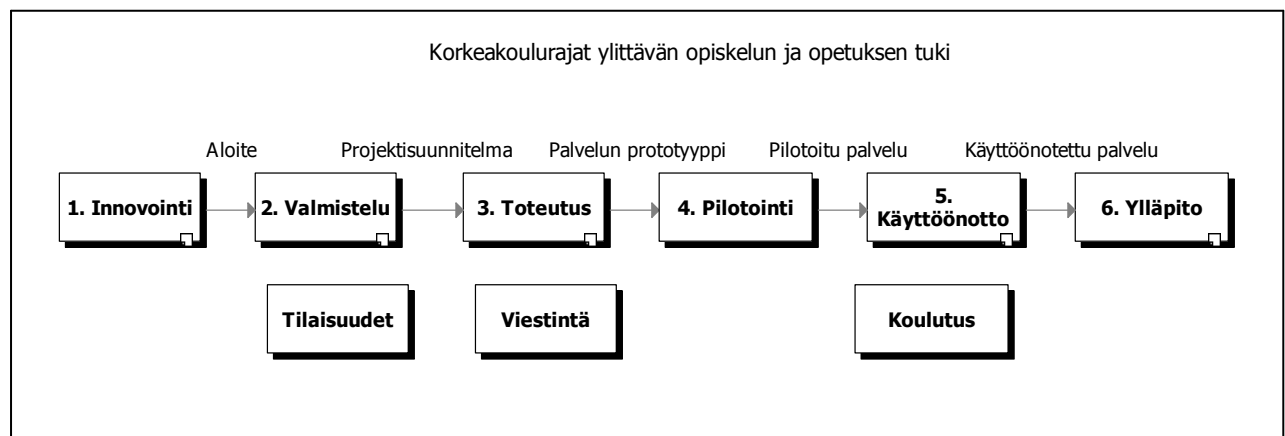 Korkeakoulurajat ylittävän opiskelun ja opetuksen tuki
Aloite
Projektisuunnitelma
Palvelun prototyyppi
Pilotoitu palvelu
Käyttöönotettu palvelu
1. Innovointi
2. Valmistelu
3. Toteutus
4. Pilotointi
5.
Käyttöönotto
6. Ylläpito
Tilaisuudet
Viestintä
Koulutus